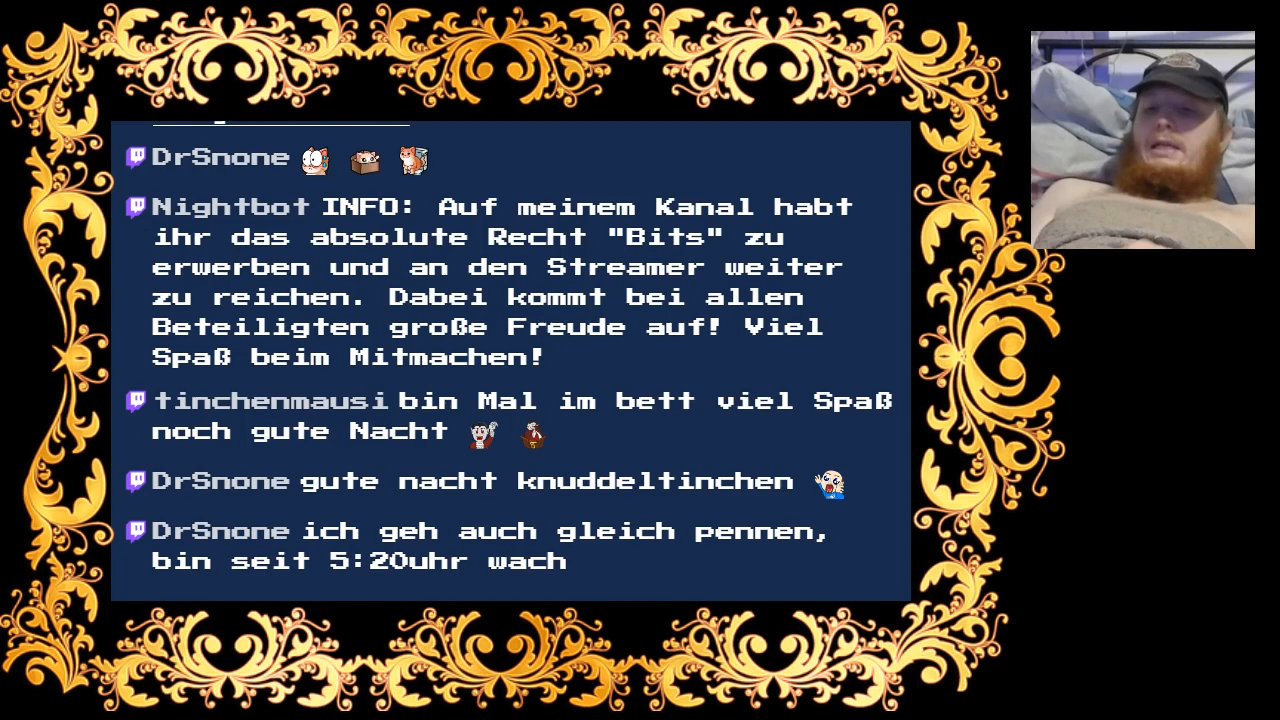 DrSnone
Nightbot INFO: Auf meinem Kanal habt
ihr das absolute Recht "Bits" zu
erwerben und an den Streamer weiter
zu reichen. Dabei kommt bei allen
Beteiligten große Freude auf! Viel
Spaß beim Mitmachen!
tinchenmausi bin Mal im bett viel Spaß
noch gute Nacht
DrSnone gute nacht knuddeltinchen
DrSnone ich geh auch gleich pennen,
bin seit 5:20uhr wach